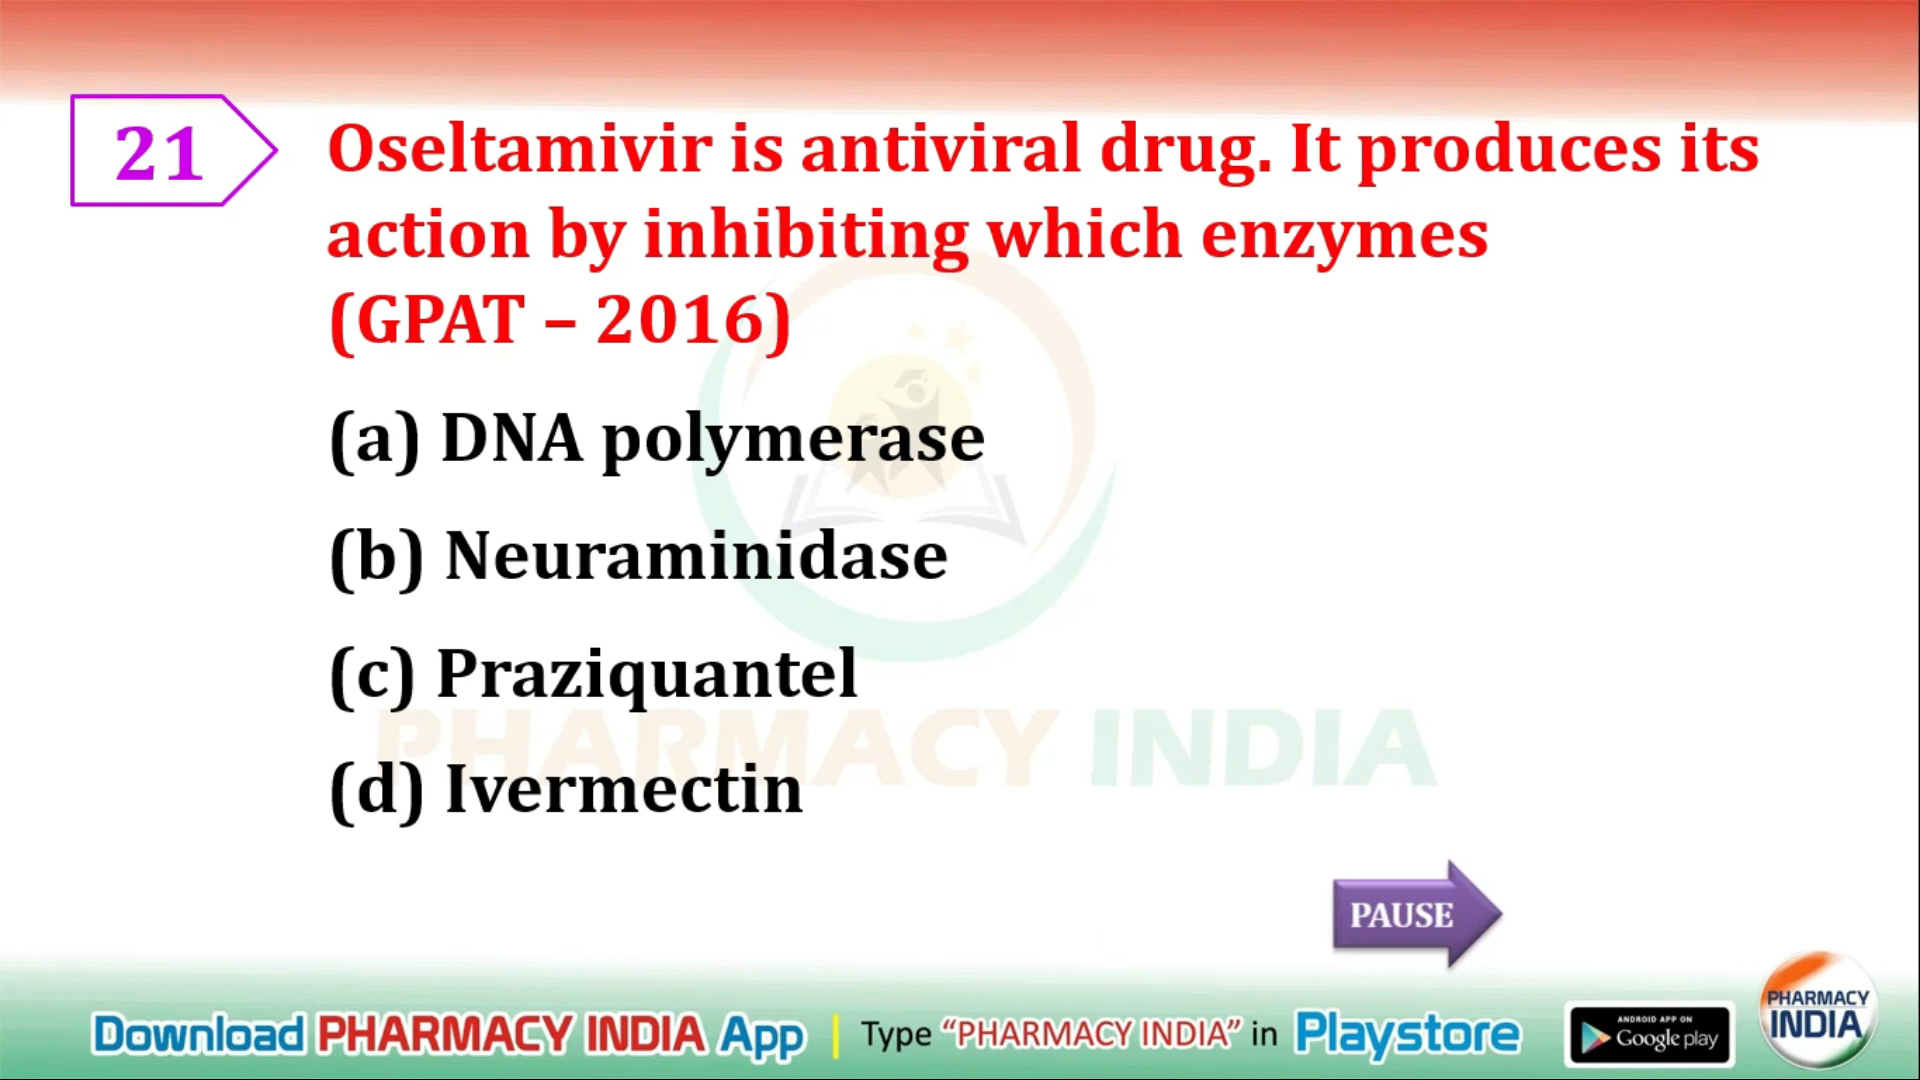 21
Oseltamivir is antiviral drug. It produces its
action by inhibiting which enzymes
(GPAT – 2016)
(a) DNA polymerase
(b) Neuraminidase
(c) Praziquantel
(d) Ivermectin
PHARMACY INDIA
PAUSE
Download PHARMACY INDIA App | Type “PHARMACY INDIA” in Playstore
ANDROID APP ON
Google play
PHARMACY
INDIA